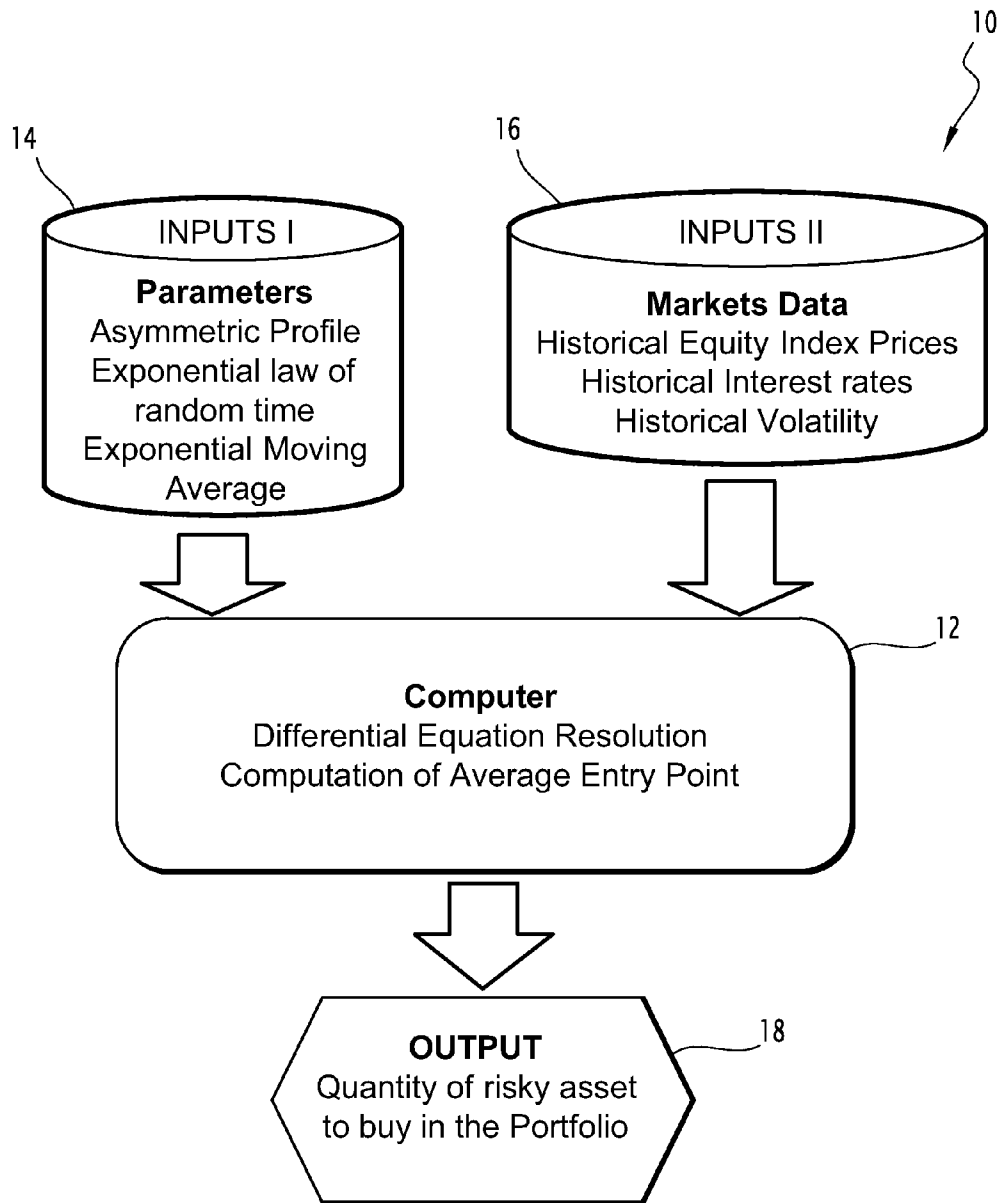 10
14
16
INPUTS I
Parameters
Asymmetric Profile
Exponential law of
random time
Exponential Moving
Average
INPUTS II
Markets Data
Historical Equity Index Prices
Historical Interest rates
Historical Volatility
12
Computer
Differential Equation Resolution
Computation of Average Entry Point
18
OUTPUT
Quantity of risky asset
to buy in the Portfolio